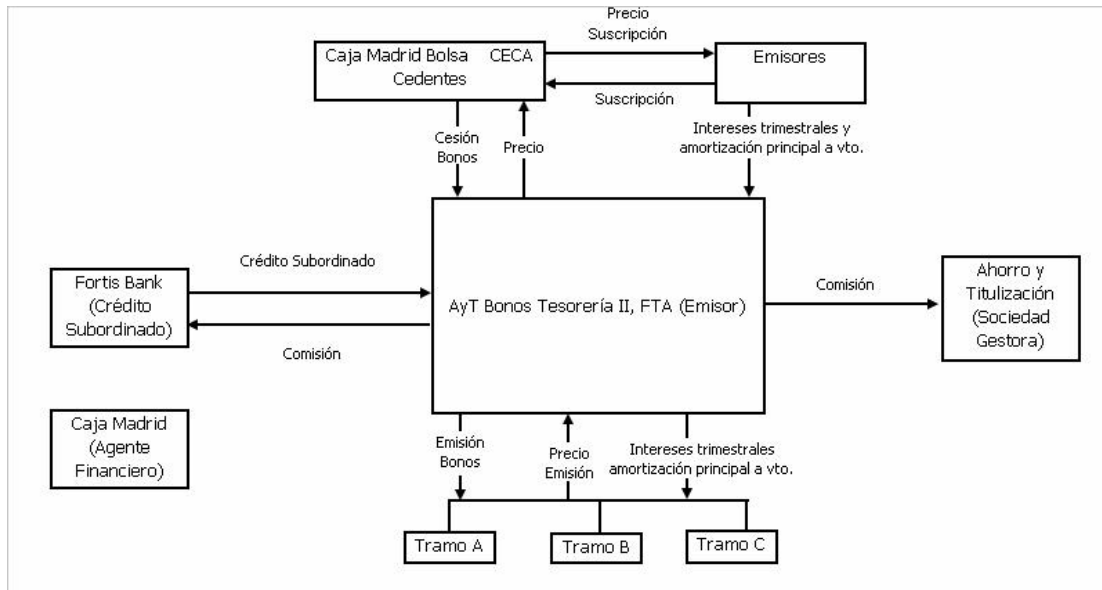 Precio
Suscripción
Caja Madrid Bolsa CECA
Cedentes
Emisores
Suscripción
Cesión
Bonos
Precio
Intereses trimestrales y
amortización principal a vto.
Crédito Subordinado
Fortis Bank
(Crédito
Subordinado)
AyT Bonos Tesorería II, FTA (Emisor)
Comisión
Ahorro y
Titulización
(Sociedad
Gestora)
Comisión
Caja Madrid
(Agente
Financiero)
Emisión
Bonos
Precio
Emisión
Intereses trimestrales
amortización principal a vto.
Tramo A
Tramo B
Tramo C